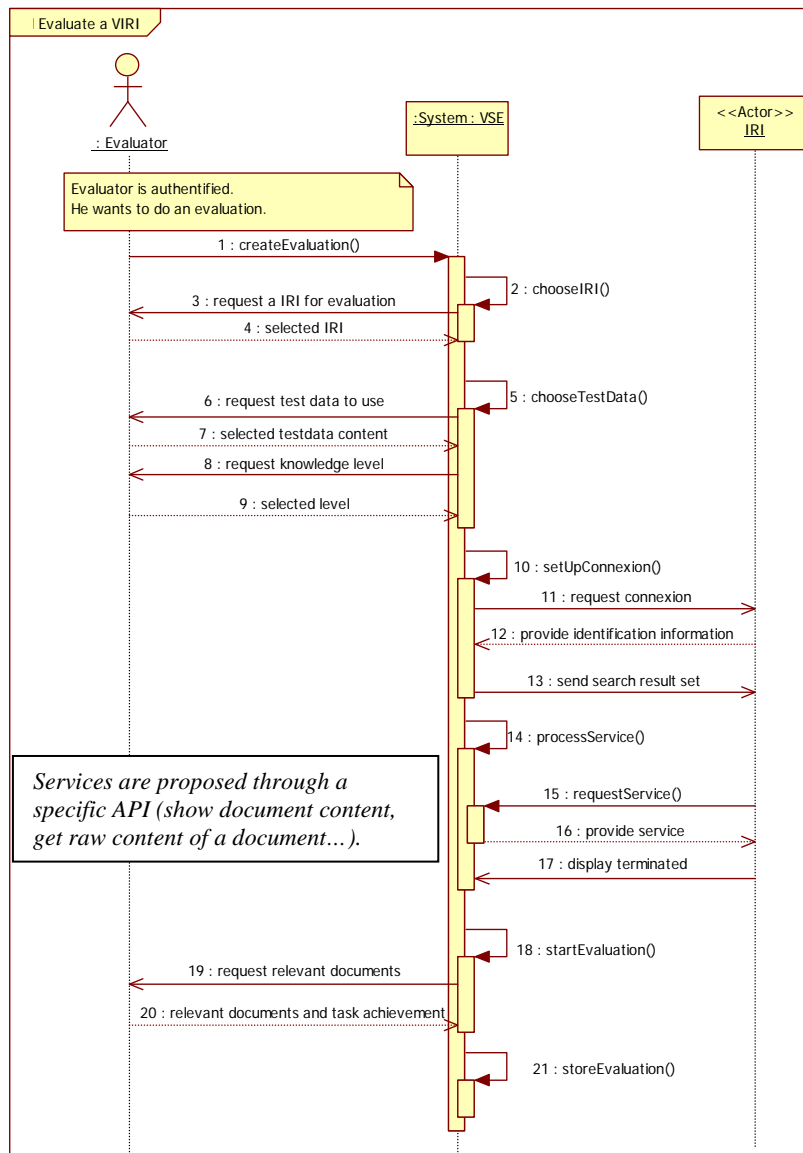 Evaluate a VIRI
: Evaluator
:System : VSE
<<Actor>>
IRI
Evaluator is authentified.
He wants to do an evaluation.
1 : createEvaluation()
2 : chooseIRI()
3 : request a IRI for evaluation
4 : selected IRI
5 : chooseTestData()
6 : request test data to use
7 : selected testdata content
8 : request knowledge level
9 : selected level
10 : setUpConnexion()
11 : request connexion
12 : provide identification information
13 : send search result set
14 : processService()
Services are proposed through a
specific API (show document content,
get raw content of a document…).
15 : requestService()
16 : provide service
17 : display terminated
18 : startEvaluation()
19 : request relevant documents
20 : relevant documents and task achievement
21 : storeEvaluation()